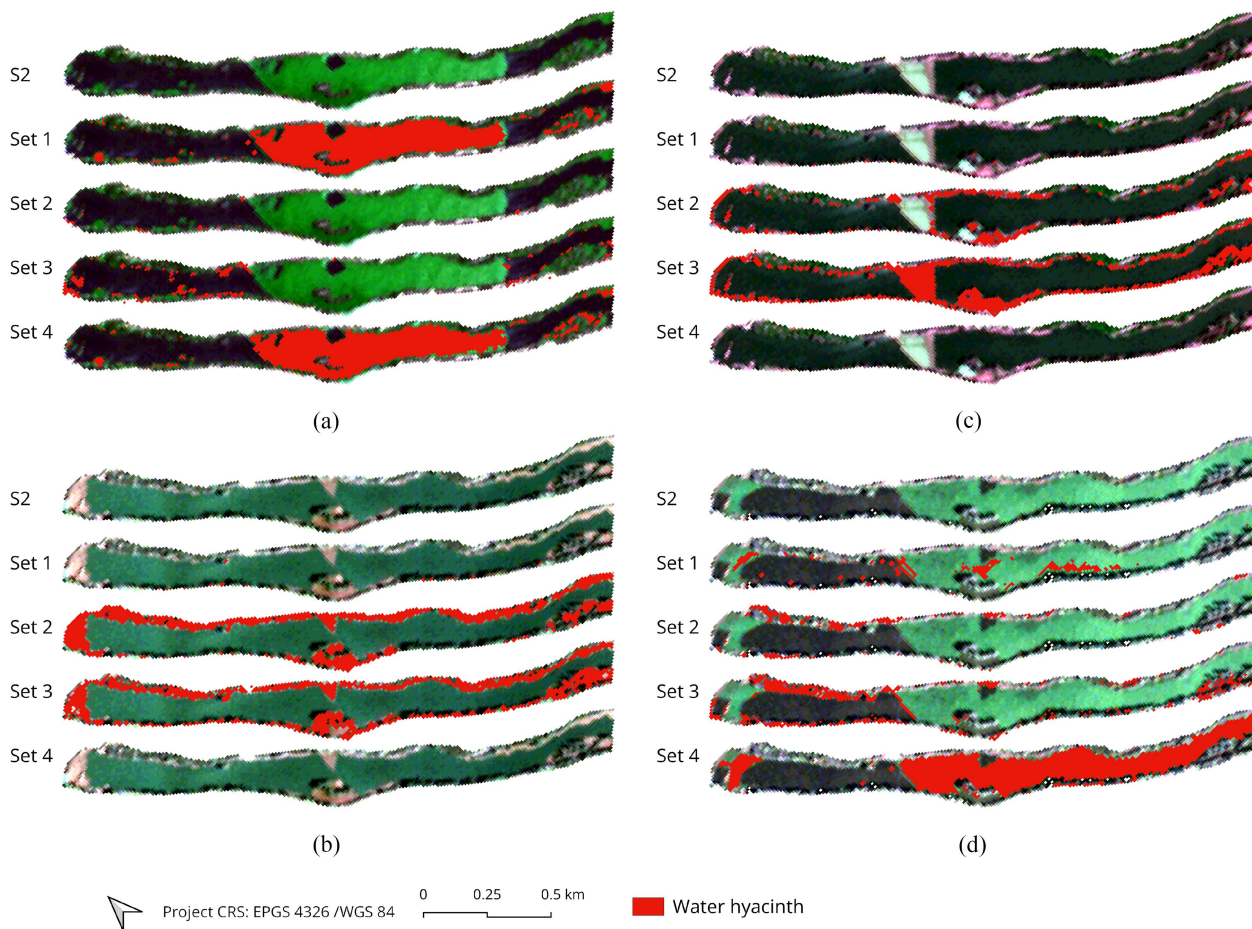 S2
Set 1
Set 2
Set 3
Set 4
(a)
S2
Set 1
Set 2
Set 3
Set 4
(c)
S2
Set 1
Set 2
Set 3
Set 4
(b)
S2
Set 1
Set 2
Set 3
Set 4
(d)
Project CRS: EPGS 4326 /WGS 84
0 0.25 0.5 km
Water hyacinth